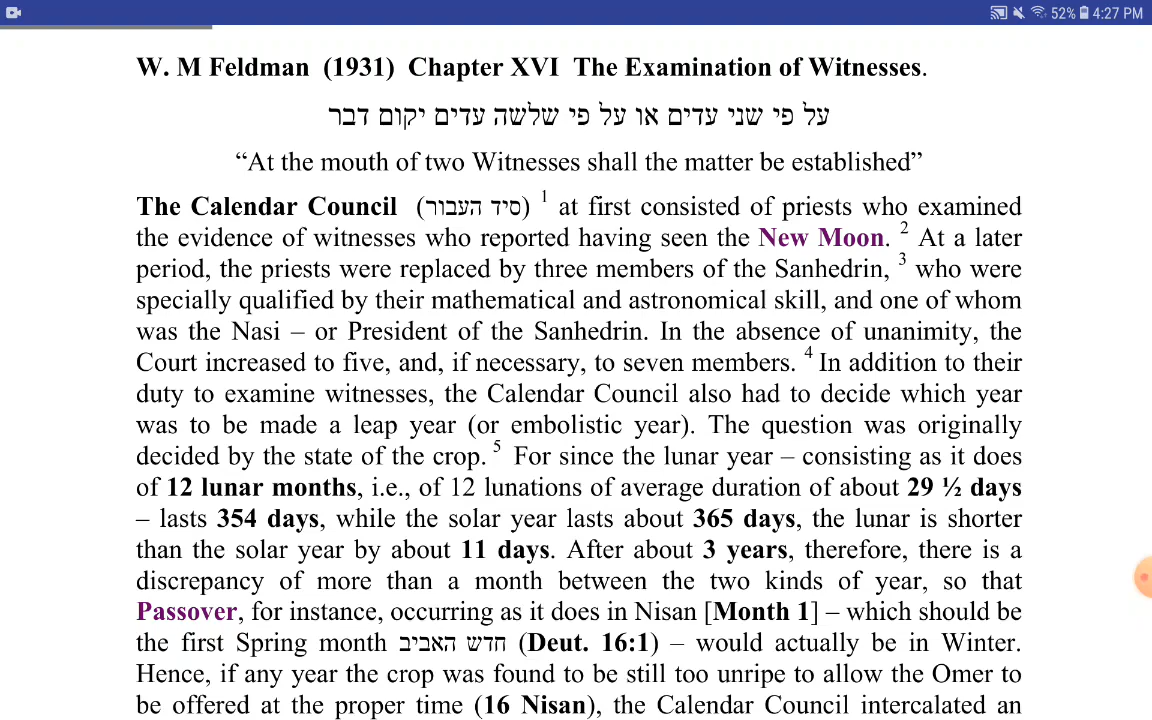 52% 4:27 PM
W. M Feldman (1931) Chapter XVI The Examination of Witnesses.
על פי שני עדים או על פי שלשה עדים יקום דבר
“At the mouth of two Witnesses shall the matter be established”
The Calendar Council (סיד העבור) 1 at first consisted of priests who examined
the evidence of witnesses who reported having seen the New Moon. 2 At a later
period, the priests were replaced by three members of the Sanhedrin, 3 who were
specially qualified by their mathematical and astronomical skill, and one of whom
was the Nasi – or President of the Sanhedrin. In the absence of unanimity, the
Court increased to five, and, if necessary, to seven members. 4 In addition to their
duty to examine witnesses, the Calendar Council also had to decide which year
was to be made a leap year (or embolistic year). The question was originally
decided by the state of the crop. 5 For since the lunar year – consisting as it does
of 12 lunar months, i.e., of 12 lunations of average duration of about 29 ½ days
– lasts 354 days, while the solar year lasts about 365 days, the lunar is shorter
than the solar year by about 11 days. After about 3 years, therefore, there is a
discrepancy of more than a month between the two kinds of year, so that
Passover, for instance, occurring as it does in Nisan [Month 1] – which should be
the first Spring month חדש האביב (Deut. 16:1) – would actually be in Winter.
Hence, if any year the crop was found to be still too unripe to allow the Omer to
be offered at the proper time (16 Nisan), the Calendar Council intercalated an